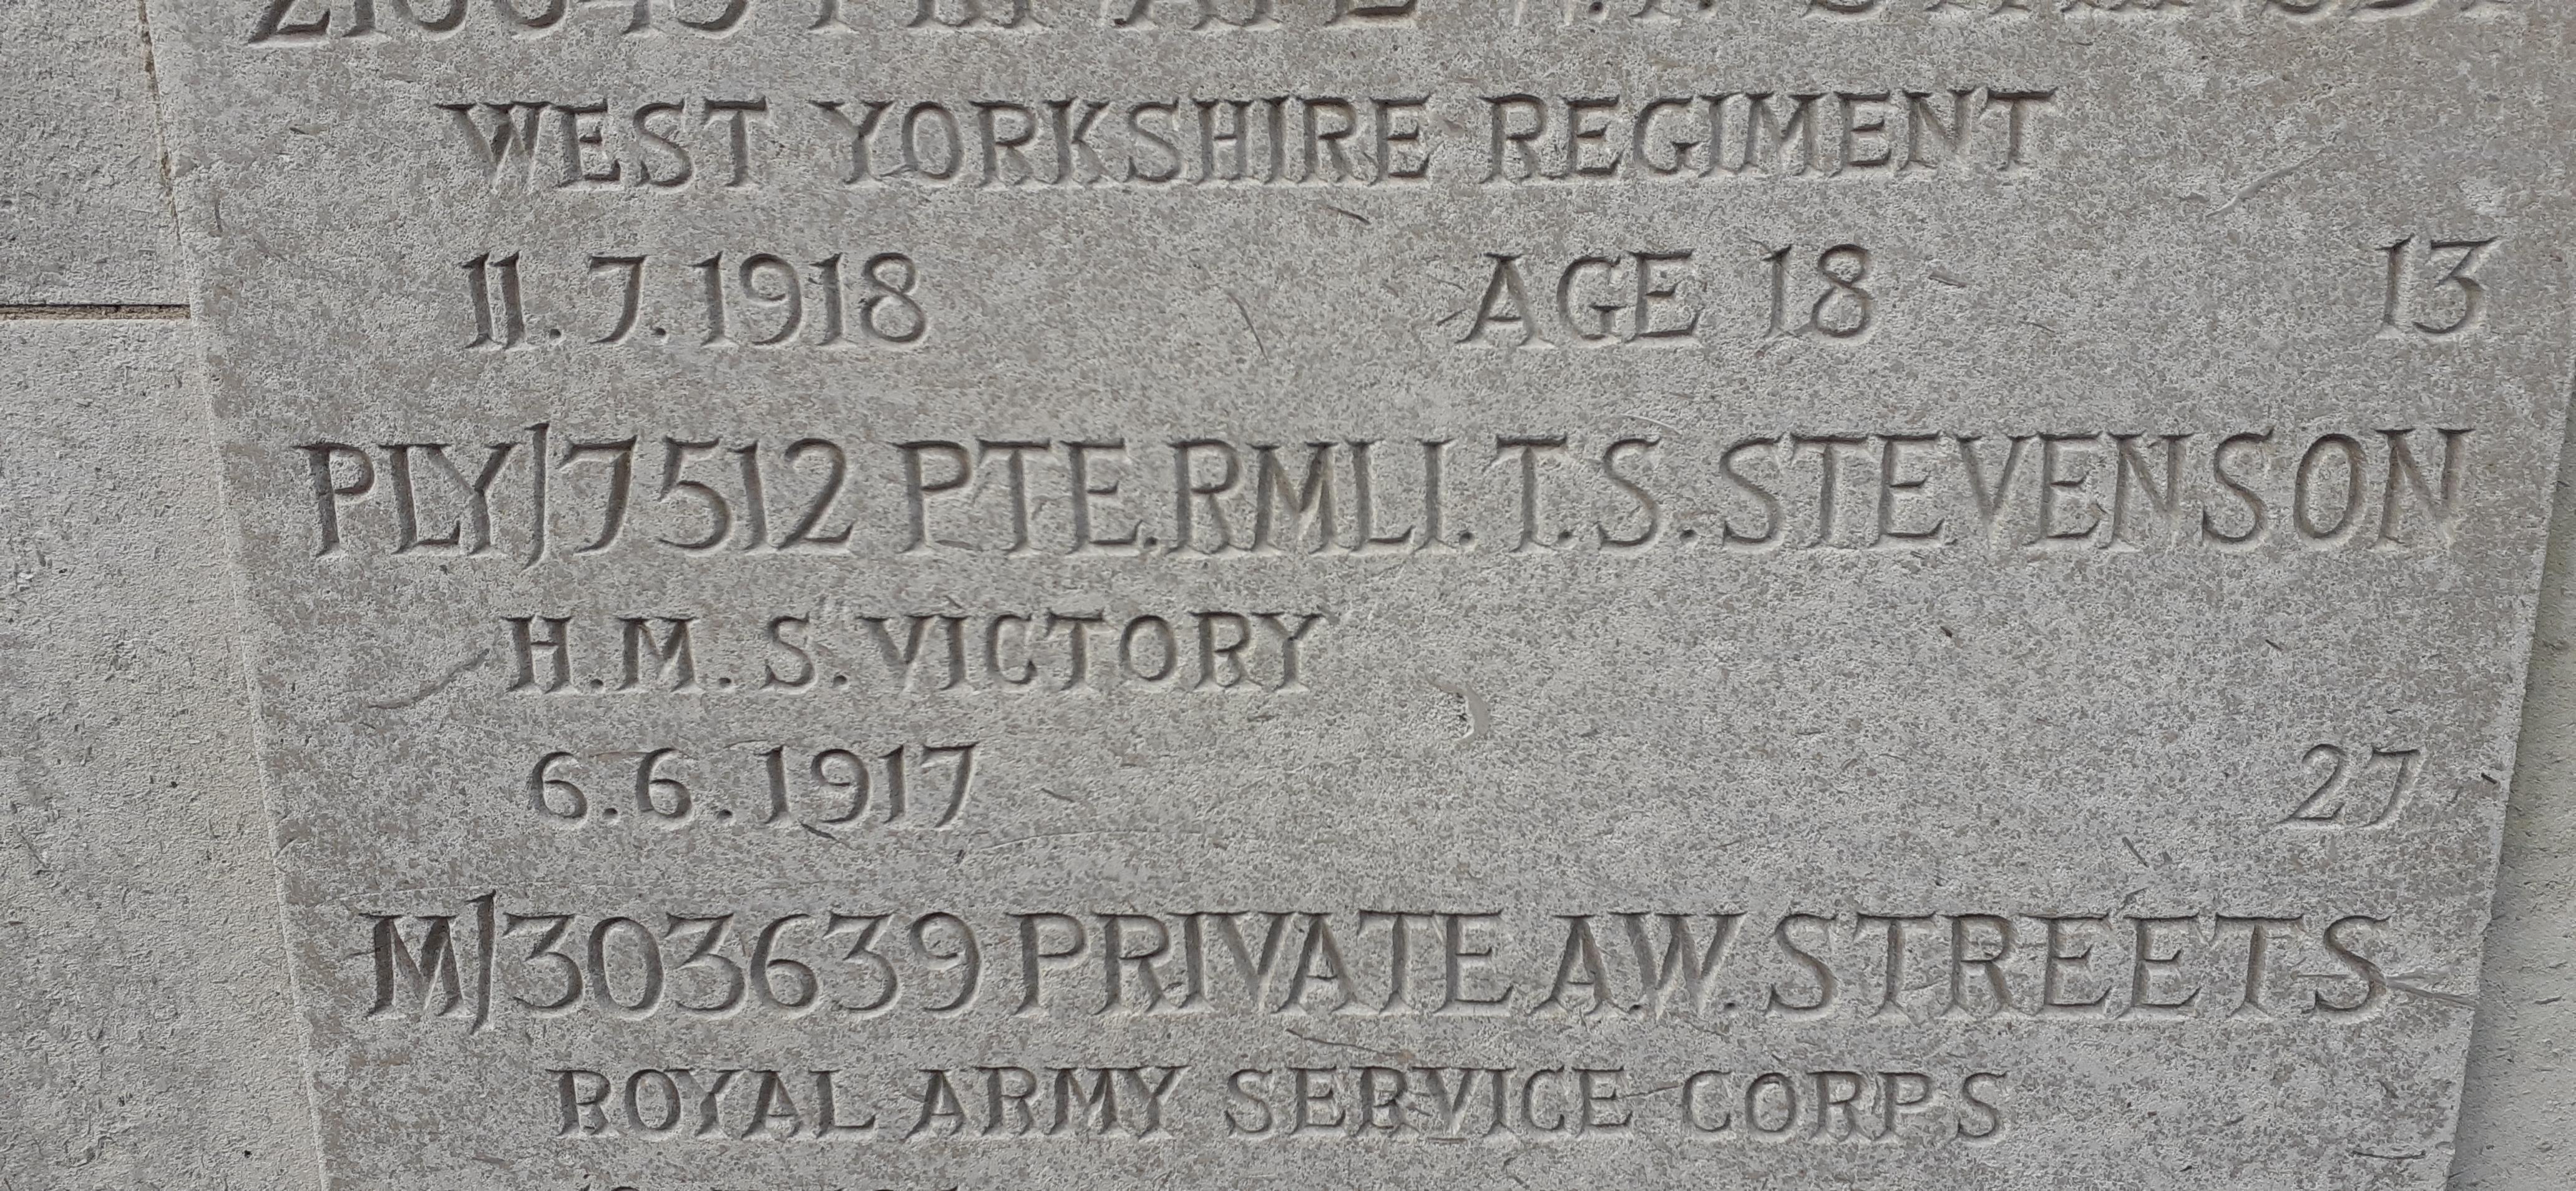 PRIVATE
WEST YORKSHIRE REGIMENT
11.7.1918 AGE 18 13
PLY/7512 PTE.RMLI. T.S. STEVENSON
H.M.S. VICTORY
6.6.1917 27
M/303639 PRIVATE A.W. STREETS
ROYAL ARMY SERVICE CORPS